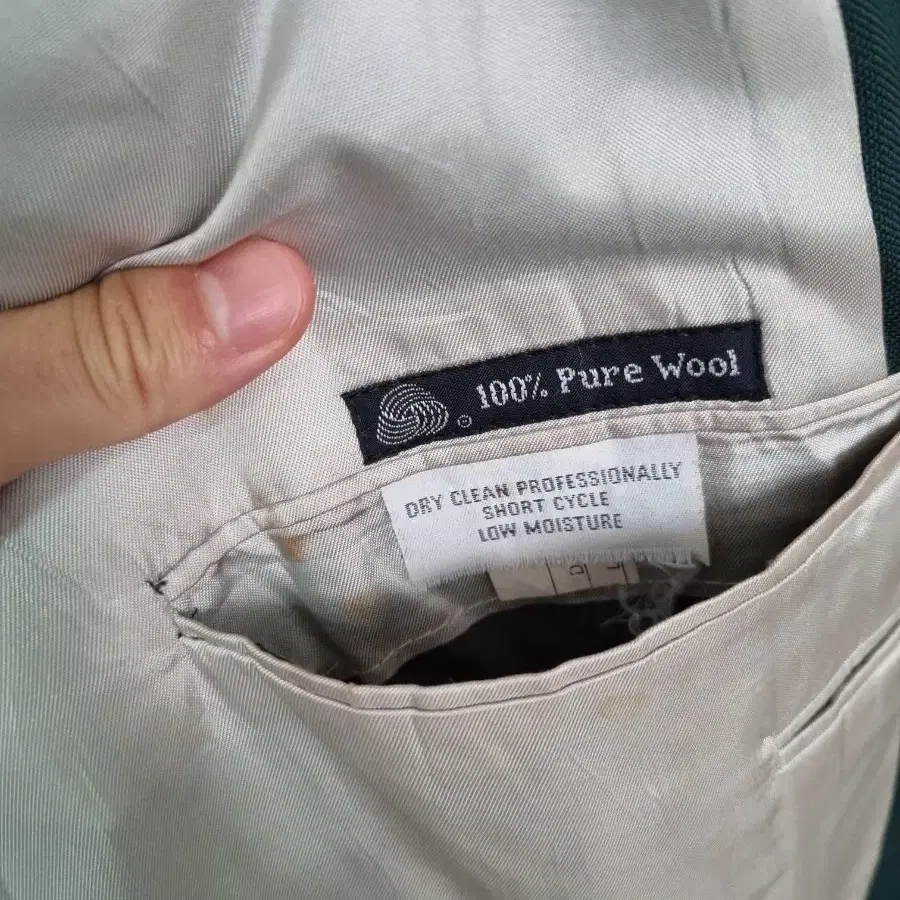 100% Pure Wool
DRY CLEAN PROFESSIONALLY
SHORT CYCLE
LOW MOISTURE